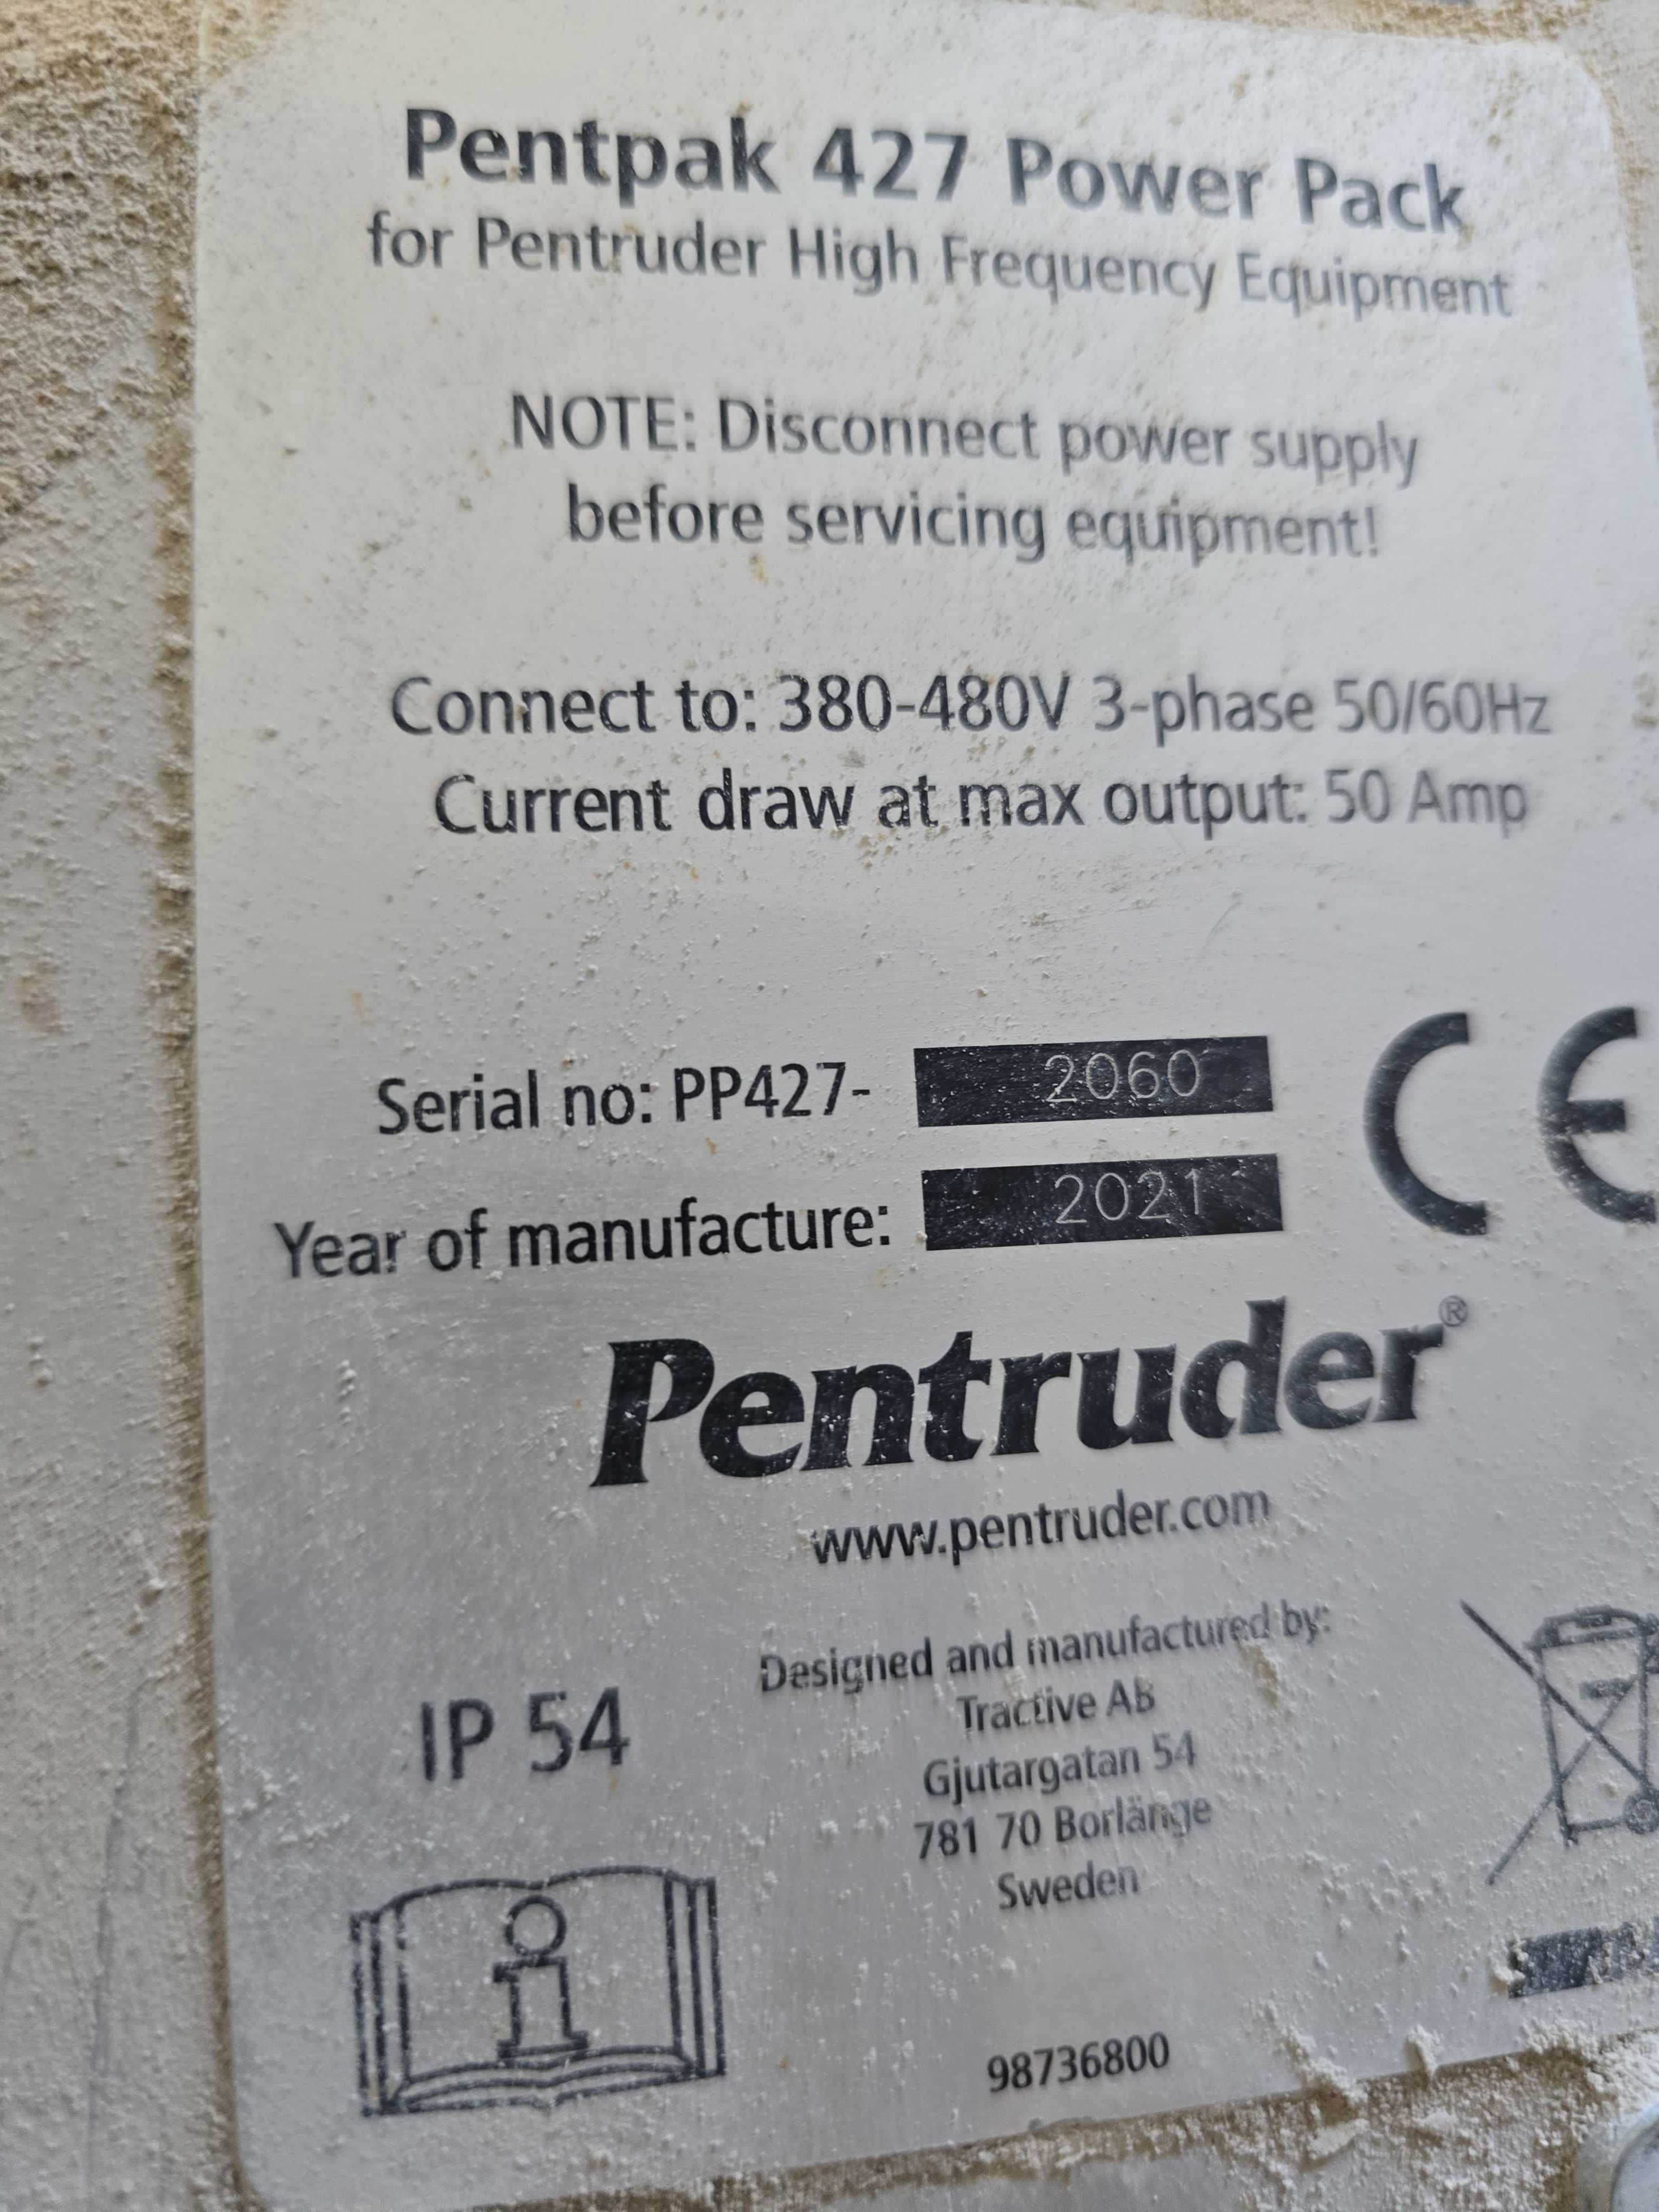 Pentpak 427 Power Pack
for Pentruder High Frequency Equipment
NOTE: Disconnect power supply
before servicing equipment!
Connect to: 380-480V 3-phase 50/60Hz
Current draw at max output: 50 Amp
Serial no: PP427- 2060
CE
Year of manufacture: 2021
Pentruder®
www.pentruder.com
Designed and manufactured by:
Tractive AB
IP 54
Gjutargatan 54
781 70 Borlänge
Sweden
98736800